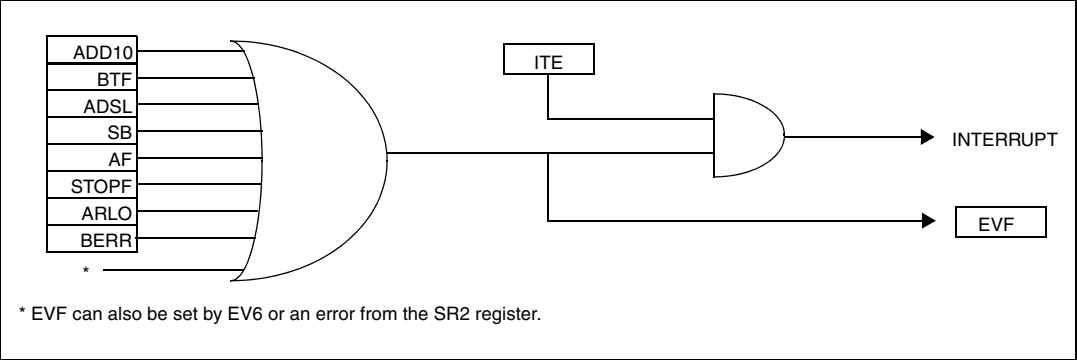 ADD10
BTF
ADSL
SB
AF
STOPF
ARLO
BERR
*
ITE
INTERRUPT
EVF
* EVF can also be set by EV6 or an error from the SR2 register.